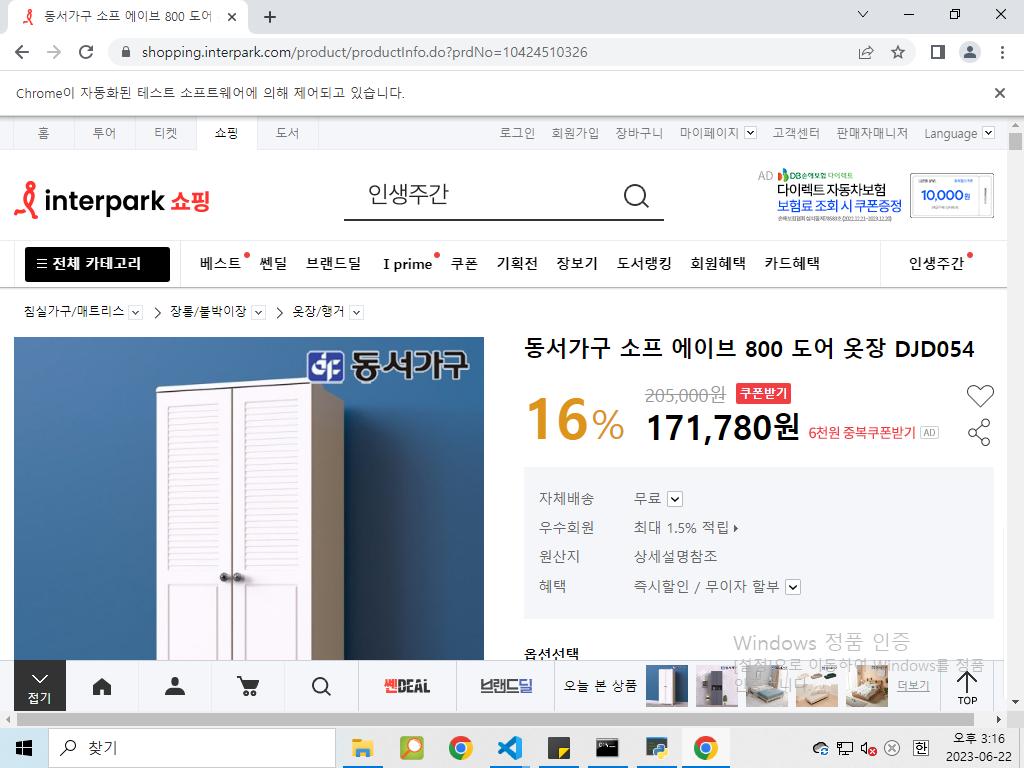 동서가구 소프 에이브 800 도어
shopping.interpark.com/product/productInfo.do?prdNo=10424510326
Chrome이 자동화된 테스트 소프트웨어에 의해 제어되고 있습니다.
홈 투어 티켓 쇼핑 도서 로그인 회원가입 장바구니 마이페이지 고객센터 판매자매니저 Language
interpark 쇼핑
인생주간
AD DB손해보험 다이렉트
다이렉트 자동차보험
보험료 조회 시 쿠폰증정
10,000원
전체 카테고리 베스트 쎈딜 브랜드딜 I prime 쿠폰 기획전 장보기 도서랭킹 회원혜택 카드혜택 인생주간
침실가구/매트리스 장롱/붙박이장 옷장/행거
동서가구
동서가구 소프 에이브 800 도어 옷장 DJD054
16% 205,000원 쿠폰받기
171,780원 6천원 중복쿠폰받기 AD
자체배송 무료
우수회원 최대 1.5% 적립
원산지 상세설명참조
혜택 즉시할인 / 무이자 할부
옵션선택
Windows 정품 인증
[설정]으로 이동하여 Windows를 정품
접기 쎈DEAL 브랜드딜 오늘 본 상품 더보기 TOP
찾기
한
오후 3:16
2023-06-22